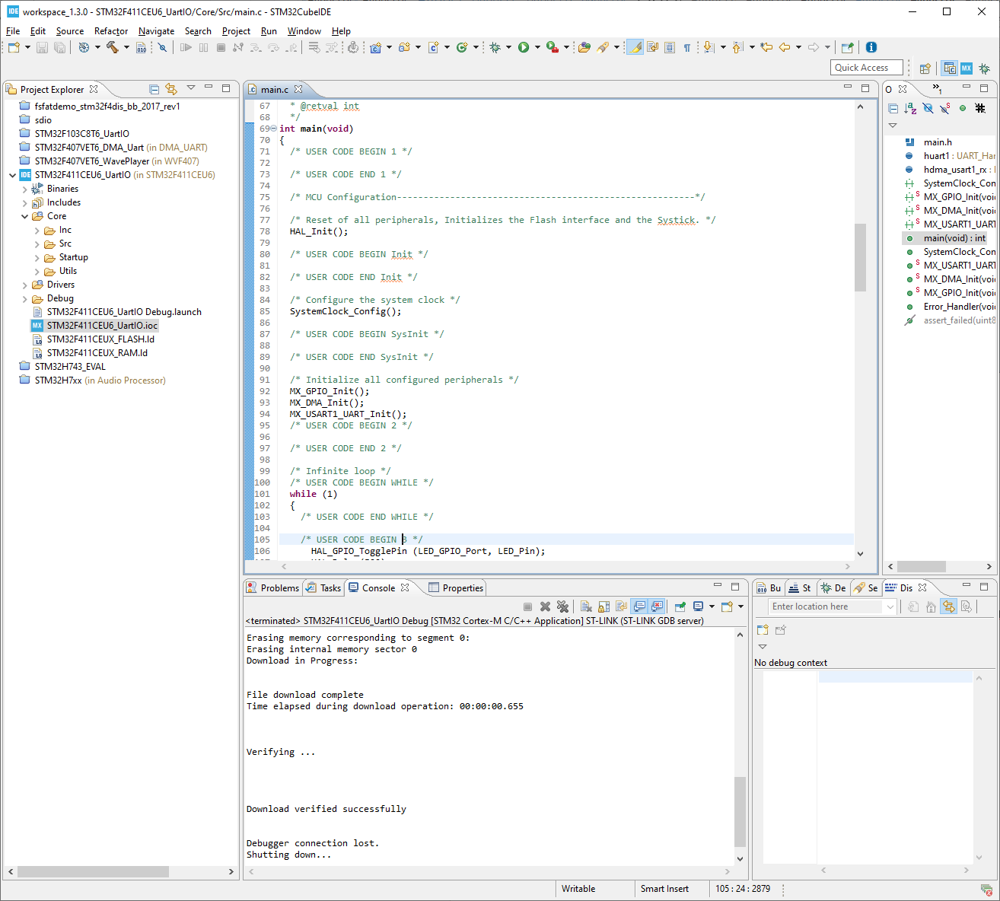 IDE workspace_1.3.0 - STM32F411CEU6_UartIO/Core/Src/main.c - STM32CubeIDE
File Edit Source Refactor Navigate Search Project Run Window Help
Quick Access
MX
Project Explorer
fsfatdemo_stm32f4dis_bb_2017_rev1
sdio
STM32F103C8T6_UartIO
STM32F407VET6_DMA_Uart (in DMA_UART)
STM32F407VET6_WavePlayer (in WVF407)
IDE STM32F411CEU6_UartIO (in STM32F411CEU6)
Binaries
Includes
Core
Inc
Src
Startup
Utils
Drivers
Debug
STM32F411CEU6_UartIO Debug.launch
MX STM32F411CEU6_UartIO.ioc
STM32F411CEUX_FLASH.ld
STM32F411CEUX_RAM.ld
STM32H743_EVAL
STM32H7xx (in Audio Processor)
main.c
67 * @retval int
68 */
69 int main(void)
70 {
71 /* USER CODE BEGIN 1 */
72
73 /* USER CODE END 1 */
74
75 /* MCU Configuration--------------------------------------------------------*/
76
77 /* Reset of all peripherals, Initializes the Flash interface and the Systick. */
78 HAL_Init();
79
80 /* USER CODE BEGIN Init */
81
82 /* USER CODE END Init */
83
84 /* Configure the system clock */
85 SystemClock_Config();
86
87 /* USER CODE BEGIN SysInit */
88
89 /* USER CODE END SysInit */
90
91 /* Initialize all configured peripherals */
92 MX_GPIO_Init();
93 MX_DMA_Init();
94 MX_USART1_UART_Init();
95 /* USER CODE BEGIN 2 */
96
97 /* USER CODE END 2 */
98
99 /* Infinite loop */
100 /* USER CODE BEGIN WHILE */
101 while (1)
102 {
103 /* USER CODE END WHILE */
104
105 /* USER CODE BEGIN 3 */
106 HAL_GPIO_TogglePin (LED_GPIO_Port, LED_Pin);
O
main.h
huart1 : UART_Har
hdma_usart1_rx :
SystemClock_Con
MX_GPIO_Init(voi
MX_DMA_Init(voi
MX_USART1_UART
main(void) : int
SystemClock_Con
MX_USART1_UART
MX_DMA_Init(voi
MX_GPIO_Init(voi
Error_Handler(voi
assert_failed(uint8
Problems Tasks Console Properties
<terminated> STM32F411CEU6_UartIO Debug [STM32 Cortex-M C/C++ Application] ST-LINK (ST-LINK GDB server)
Erasing memory corresponding to segment 0:
Erasing internal memory sector 0
Download in Progress:
File download complete
Time elapsed during download operation: 00:00:00.655
Verifying ...
Download verified successfully
Debugger connection lost.
Shutting down...
Bu St De Se Dis
Enter location here
No debug context
Writable Smart Insert 105 : 24 : 2879